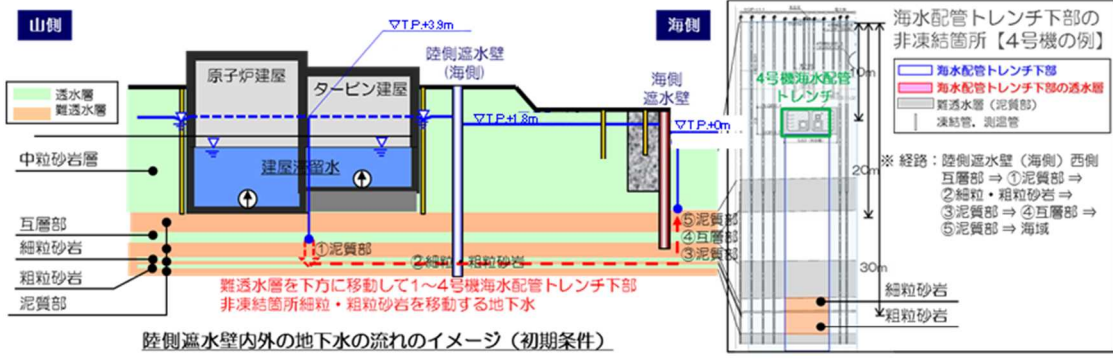 山側
▽T.P.+3.9m
陸側遮水壁
(海側)
海側
海側
遮水壁
原子炉建屋
タービン建屋
透水層
難透水層
▽T.P.+1.8m
▽T.P.+0m
中粒砂岩層
建屋滞留水
互層部
細粒砂岩
粗粒砂岩
泥質部
①泥質部
②細粒・粗粒砂岩
⑤泥質部
④互層部
③泥質部
難透水層を下方に移動して1～4号機海水配管トレンチ下部
非凍結箇所細粒・粗粒砂岩を移動する地下水
陸側遮水壁内外の地下水の流れのイメージ（初期条件）
海水配管トレンチ下部の
非凍結箇所【4号機の例】
10m
4号機海水配管
トレンチ
20m
30m
海水配管トレンチ下部
海水配管トレンチ下部の透水層
難透水層（泥質部）
凍結管、測温管
※ 経路：陸側遮水壁（海側）西側
互層部 ⇒ ①泥質部 ⇒
②細粒・粗粒砂岩 ⇒
③泥質部 ⇒ ④互層部 ⇒
⑤泥質部 ⇒ 海域
細粒砂岩
粗粒砂岩